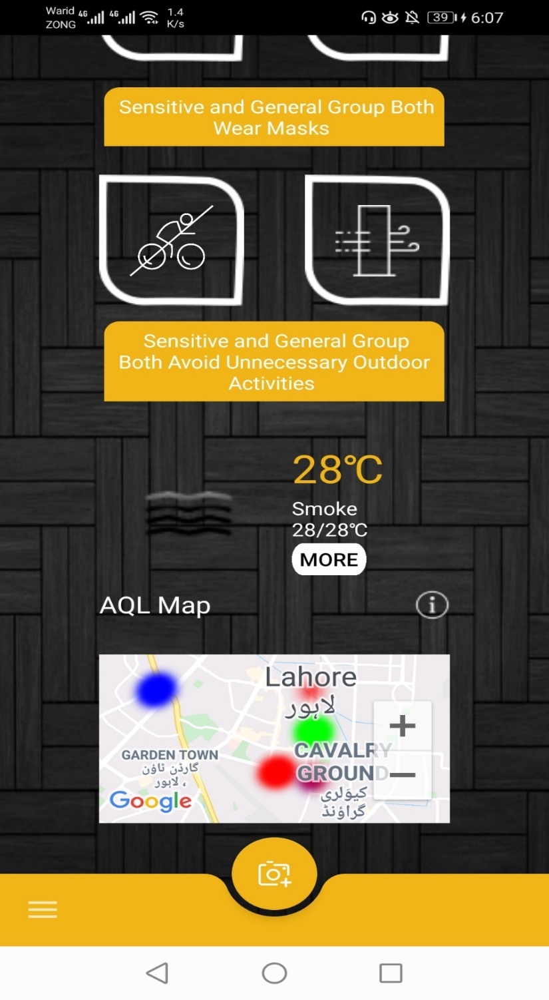 Warid 4G 4G 1.4
ZONG K/s 39 6:07
Sensitive and General Group Both
Wear Masks
Sensitive and General Group
Both Avoid Unnecessary Outdoor
Activities
28℃
Smoke
28/28℃
MORE
AQL Map
i
Lahore
لاہور
+
CAVALRY
GROUND
کیوَلری
گراؤنڈ
GARDEN TOWN
گارڈن ٹاؤن
، لاہور
Google